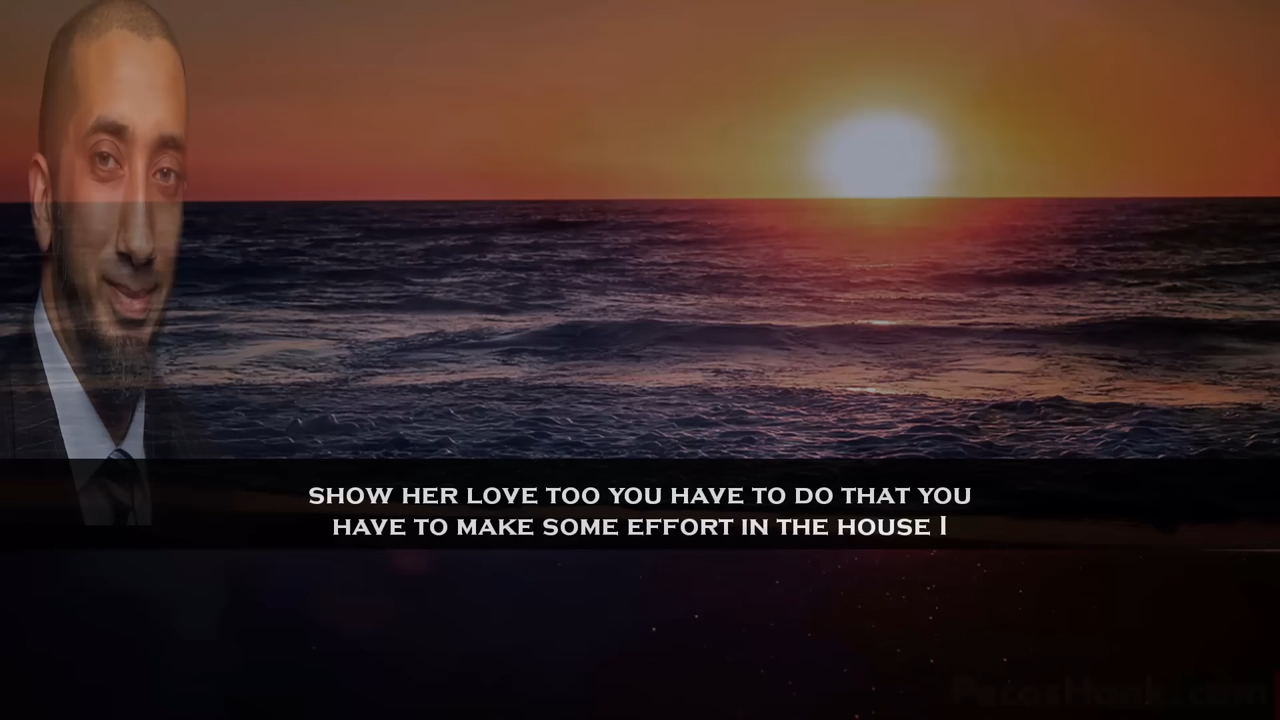 SHOW HER LOVE TOO YOU HAVE TO DO THAT YOU
HAVE TO MAKE SOME EFFORT IN THE HOUSE I